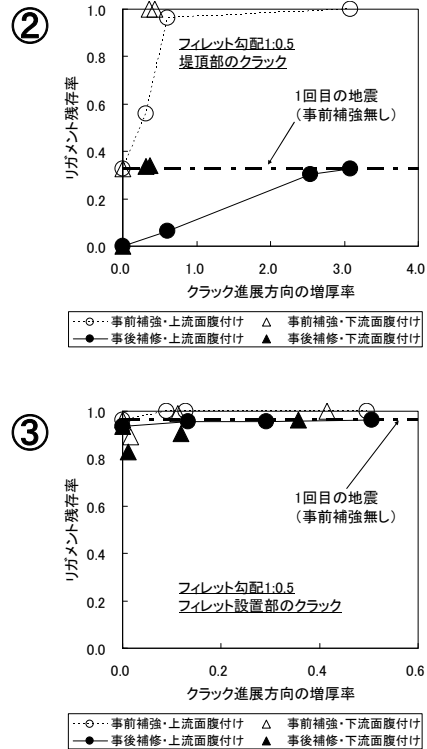 ②
フィレット勾配1:0.5
堤頂部のクラック
1回目の地震
(事前補強無し)
リガメント残存率
1.0
0.8
0.6
0.4
0.2
0.0
0.0 1.0 2.0 3.0 4.0
クラック進展方向の増厚率
事前補強・上流面腹付け 事前補強・下流面腹付け
事後補修・上流面腹付け 事後補修・下流面腹付け
③
リガメント残存率
1.0
0.8
0.6
0.4
0.2
0.0
1回目の地震
(事前補強無し)
フィレット勾配1:0.5
フィレット設置部のクラック
0.0 0.2 0.4 0.6
クラック進展方向の増厚率
事前補強・上流面腹付け 事前補強・下流面腹付け
事後補修・上流面腹付け 事後補修・下流面腹付け